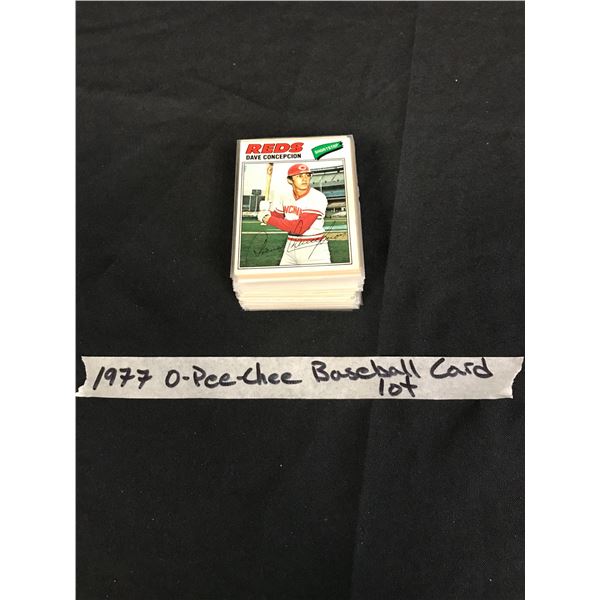 REDS
DAVE CONCEPCION
SHORTSTOP
1977 O-Pee-Chee Baseball Card
lot